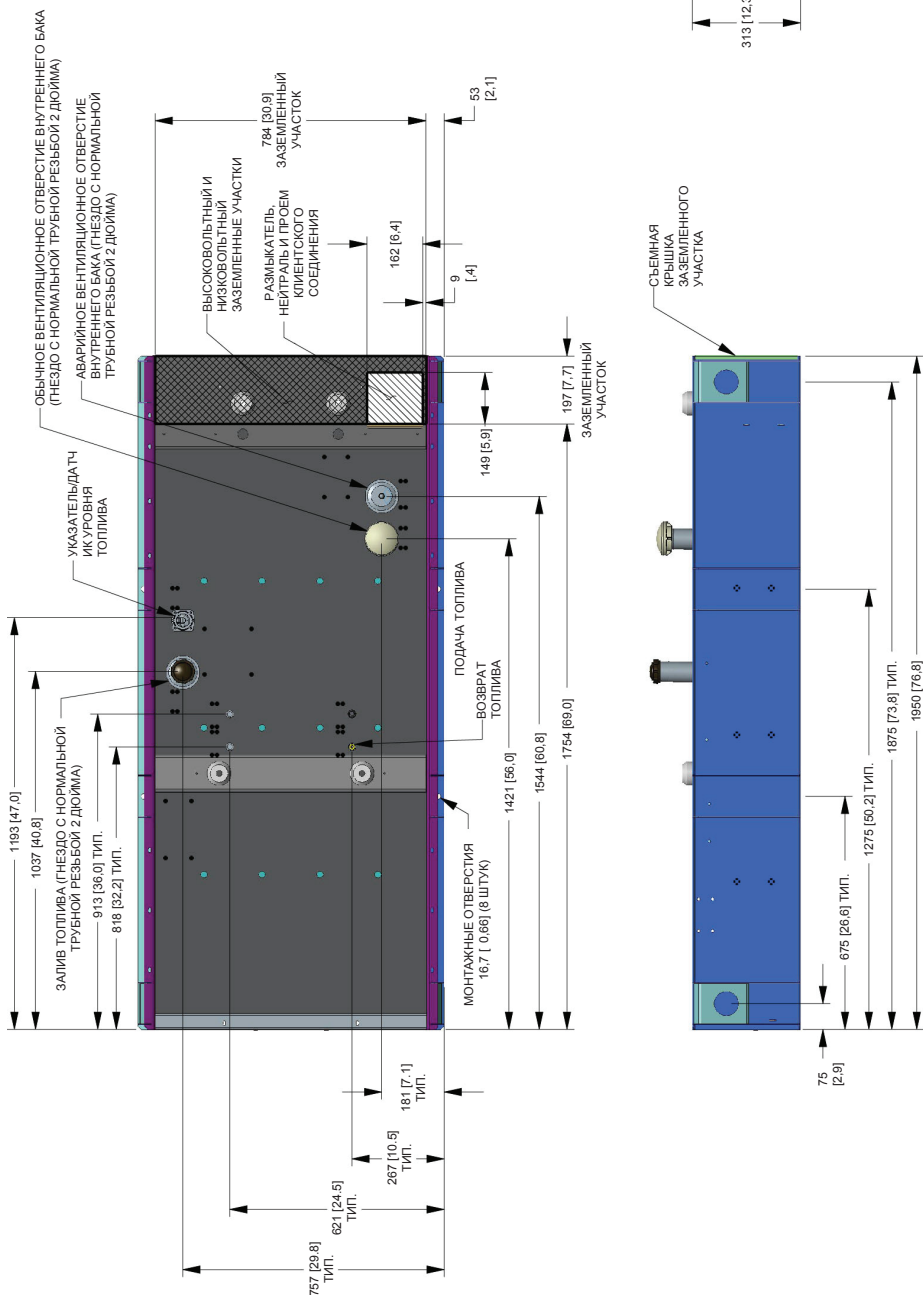 ОБЫЧНОЕ ВЕНТИЛЯЦИОННОЕ ОТВЕРСТИЕ ВНУТРЕННЕГО БАКА
(ГНЕЗДО С НОРМАЛЬНОЙ ТРУБНОЙ РЕЗЬБОЙ 2 ДЮЙМА)
АВАРИЙНОЕ ВЕНТИЛЯЦИОННОЕ ОТВЕРСТИЕ
ВНУТРЕННЕГО БАКА (ГНЕЗДО С НОРМАЛЬНОЙ
ТРУБНОЙ РЕЗЬБОЙ 2 ДЮЙМА)
784 [30,9]
ЗАЗЕМЛЕННЫЙ
УЧАСТОК
53
[2,1]
ВЫСОКОВОЛЬТНЫЙ И
НИЗКОВОЛЬТНЫЙ
ЗАЗЕМЛЕННЫЕ УЧАСТКИ
РАЗМЫКАТЕЛЬ,
НЕЙТРАЛЬ И ПРОЕМ
КЛИЕНТСКОГО
СОЕДИНЕНИЯ
162 [6,4]
9
[,4]
УКАЗАТЕЛЬ/ДАТЧ
ИК УРОВНЯ
ТОПЛИВА
1193 [47,0]
1037 [40,8]
ЗАЛИВ ТОПЛИВА (ГНЕЗДО С НОРМАЛЬНОЙ
ТРУБНОЙ РЕЗЬБОЙ 2 ДЮЙМА)
913 [36,0] ТИП.
818 [32,2] ТИП.
149 [5,9]
197 [7.7]
ЗАЗЕМЛЕННЫЙ
УЧАСТОК
ПОДАЧА ТОПЛИВА
ВОЗВРАТ
ТОПЛИВА
1421 [56,0]
1544 [60,8]
1754 [69,0]
МОНТАЖНЫЕ ОТВЕРСТИЯ
16,7 [ 0,66] (8 ШТУК)
181 [7.1]
ТИП.
267 [10.5]
ТИП.
621 [24.5]
ТИП.
757 [29.8]
ТИП.
СЪЕМНАЯ
КРЫШКА
ЗАЗЕМЛЕННОГО
УЧАСТКА
75
[2,9]
675 [26,6] ТИП.
1275 [50,2] ТИП.
1875 [73,8] ТИП.
1950 [76,8]
313 [12,3